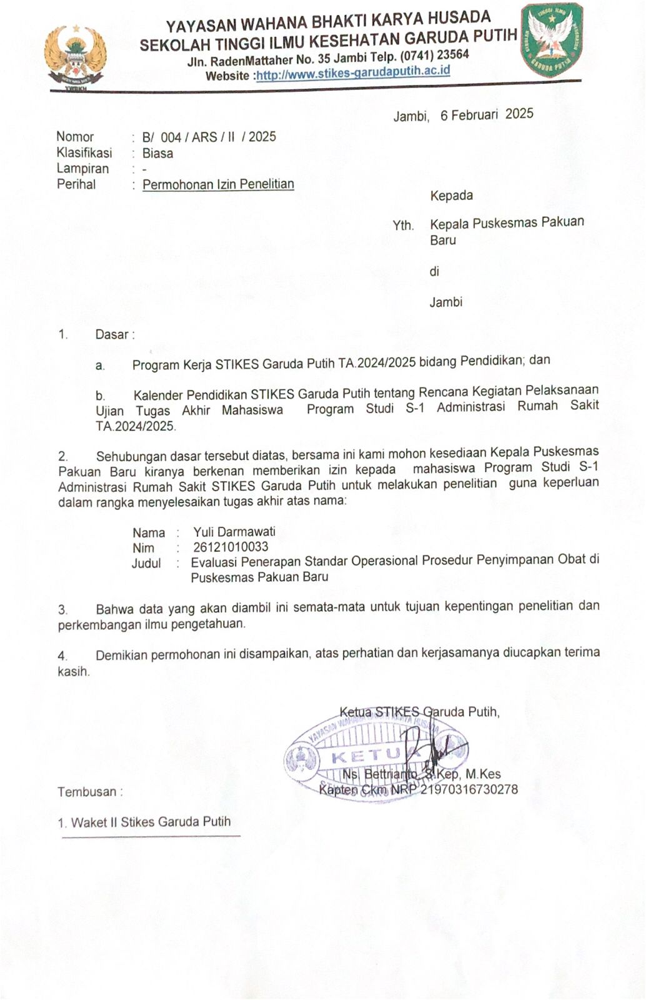 YAYASAN WAHANA BHAKTI KARYA HUSADA
SEKOLAH TINGGI ILMU KESEHATAN GARUDA PUTIH
Jln. RadenMattaher No. 35 Jambi Telp. (0741) 23564
Website :http://www.stikes-garudaputih.ac.id
YWBKH
GARUDA PUTIH
Jambi, 6 Februari 2025
Nomor : B/ 004 / ARS / II / 2025
Klasifikasi : Biasa
Lampiran : -
Perihal : Permohonan Izin Penelitian
Kepada
Yth. Kepala Puskesmas Pakuan
Baru
di
Jambi
1. Dasar :
a. Program Kerja STIKES Garuda Putih TA.2024/2025 bidang Pendidikan; dan
b. Kalender Pendidikan STIKES Garuda Putih tentang Rencana Kegiatan Pelaksanaan
Ujian Tugas Akhir Mahasiswa Program Studi S-1 Administrasi Rumah Sakit
TA.2024/2025.
2. Sehubungan dasar tersebut diatas, bersama ini kami mohon kesediaan Kepala Puskesmas
Pakuan Baru kiranya berkenan memberikan izin kepada mahasiswa Program Studi S-1
Administrasi Rumah Sakit STIKES Garuda Putih untuk melakukan penelitian guna keperluan
dalam rangka menyelesaikan tugas akhir atas nama:
Nama : Yuli Darmawati
Nim : 26121010033
Judul : Evaluasi Penerapan Standar Operasional Prosedur Penyimpanan Obat di
Puskesmas Pakuan Baru
3. Bahwa data yang akan diambil ini semata-mata untuk tujuan kepentingan penelitian dan
perkembangan ilmu pengetahuan.
4. Demikian permohonan ini disampaikan, atas perhatian dan kerjasamanya diucapkan terima
kasih.
Ketua STIKES Garuda Putih,
YAYASAN WAHANA BHAKTI KARYA HUSADA
KETUA
STIKES GARUDA PUTIH
Ns. Bettrianto, S.Kep, M.Kes
Kapten Ckm NRP 21970316730278
Tembusan :
1. Waket II Stikes Garuda Putih